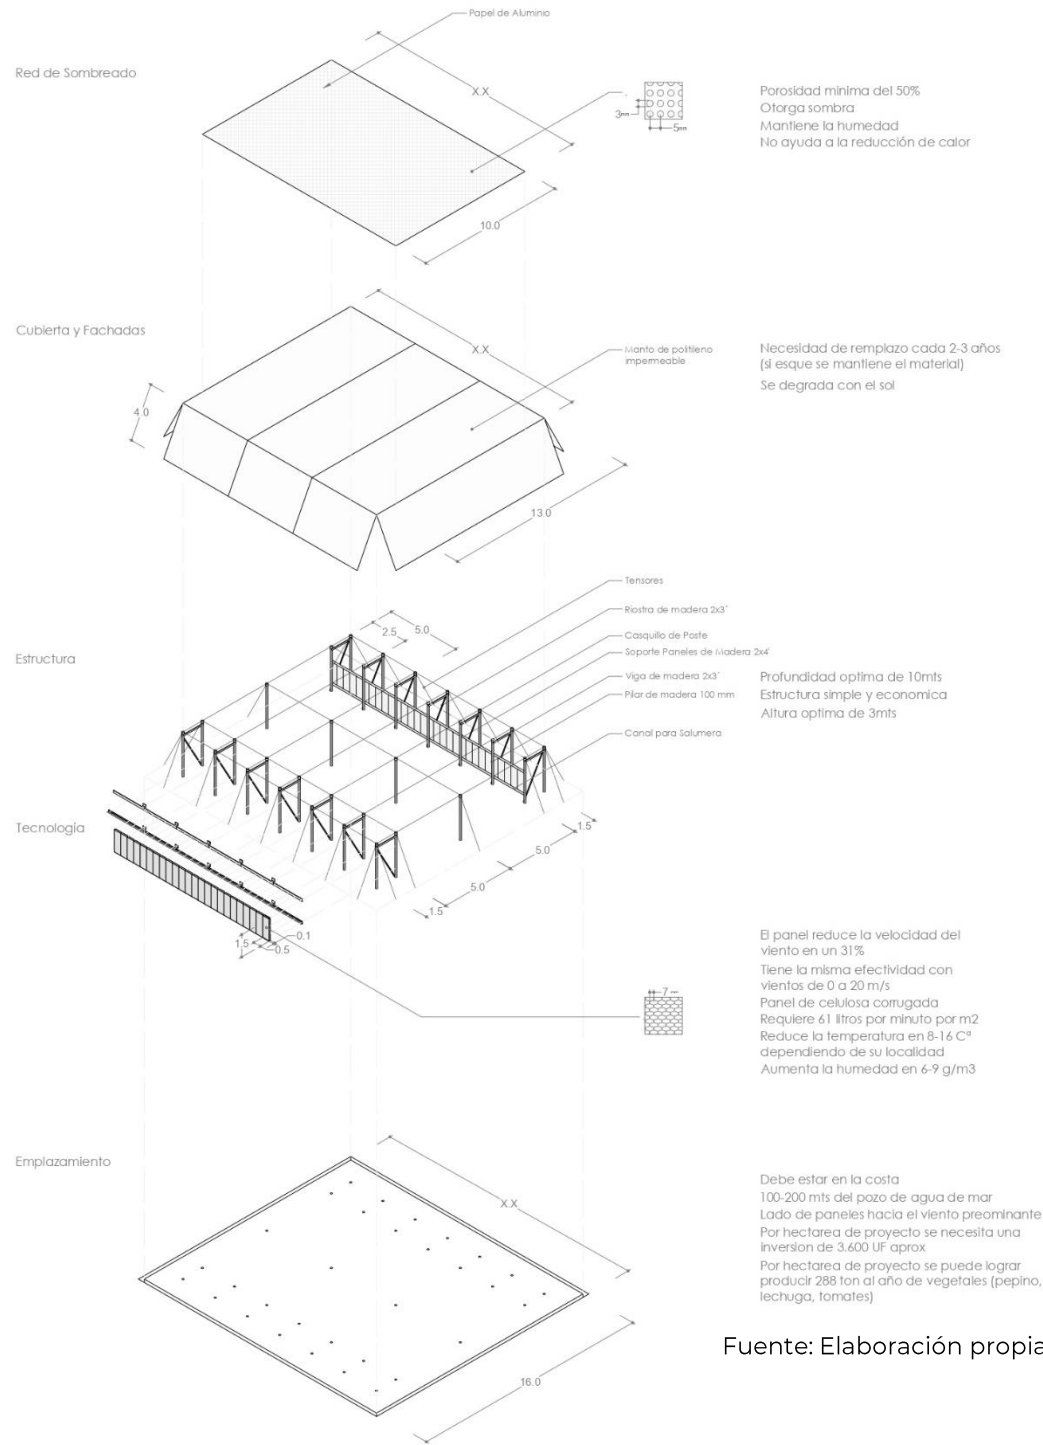 Papel de Aluminio
Red de Sombreado
X.X
10.0
3mm
5mm
Porosidad minima del 50%
Otorga sombra
Mantiene la humedad
No ayuda a la reducción de calor
Cubierta y Fachadas
X.X
4.0
13.0
Manto de politileno
impermeable
Necesidad de remplazo cada 2-3 años
(si esque se mantiene el material)
Se degrada con el sol
Estructura
2.5
5.0
Tensores
Riostra de madera 2x3"
Casquillo de Poste
Soporte Paneles de Madera 2x4"
Viga de madera 2x3"
Pilar de madera 100 mm
Canal para Salumera
Profundidad optima de 10mts
Estructura simple y economica
Altura optima de 3mts
1.5
5.0
5.0
1.5
Tecnología
1.5
0.1
0.5
7 mm
El panel reduce la velocidad del
viento en un 31%
Tiene la misma efectividad con
vientos de 0 a 20 m/s
Panel de celulosa corrugada
Requiere 61 litros por minuto por m2
Reduce la temperatura en 8-16 Cª
dependiendo de su localidad
Aumenta la humedad en 6-9 g/m3
Emplazamiento
X.X
16.0
Debe estar en la costa
100-200 mts del pozo de agua de mar
Lado de paneles hacia el viento preominante
Por hectarea de proyecto se necesita una
inversion de 3.600 UF aprox
Por hectarea de proyecto se puede lograr
producir 288 ton al año de vegetales (pepino,
lechuga, tomates)
Fuente: Elaboración propia